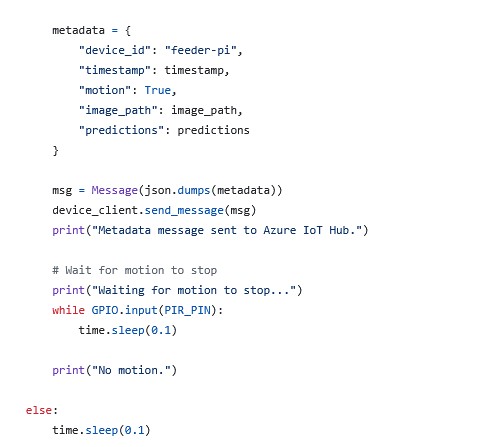 metadata = {
        "device_id": "feeder-pi",
        "timestamp": timestamp,
        "motion": True,
        "image_path": image_path,
        "predictions": predictions
    }

    msg = Message(json.dumps(metadata))
    device_client.send_message(msg)
    print("Metadata message sent to Azure IoT Hub.")

    # Wait for motion to stop
    print("Waiting for motion to stop...")
    while GPIO.input(PIR_PIN):
        time.sleep(0.1)

    print("No motion.")

else:
    time.sleep(0.1)